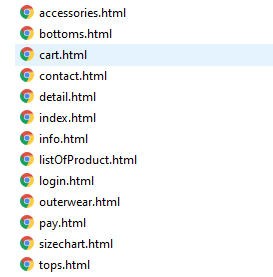 accessories.html
bottoms.html
cart.html
contact.html
detail.html
index.html
info.html
listOfProduct.html
login.html
outerwear.html
pay.html
sizechart.html
tops.html